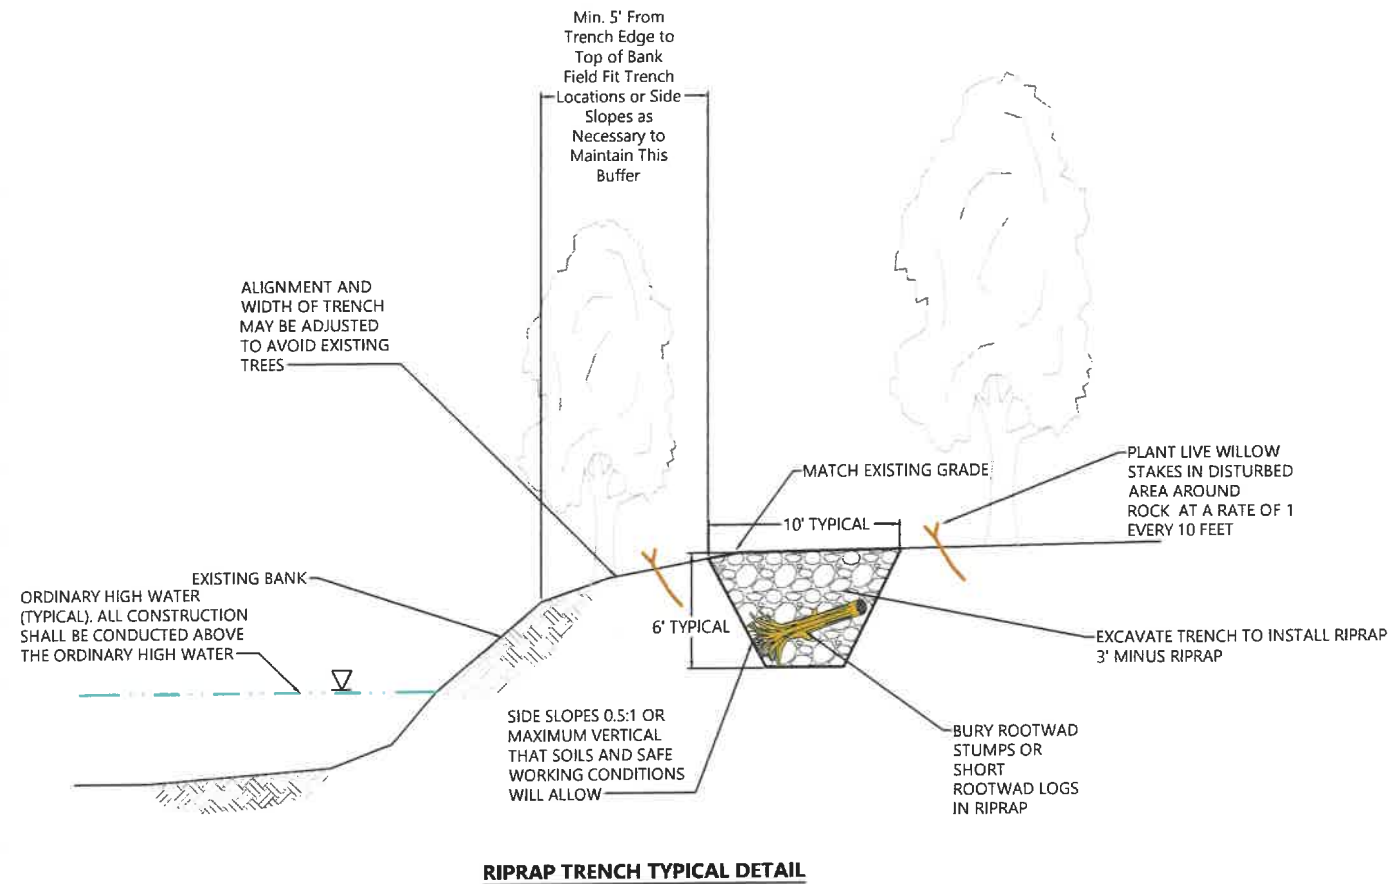 Min. 5' From
Trench Edge to
Top of Bank
Field Fit Trench
Locations or Side
Slopes as
Necessary to
Maintain This
Buffer
ALIGNMENT AND
WIDTH OF TRENCH
MAY BE ADJUSTED
TO AVOID EXISTING
TREES
MATCH EXISTING GRADE
PLANT LIVE WILLOW
STAKES IN DISTURBED
AREA AROUND
ROCK AT A RATE OF 1
EVERY 10 FEET
10' TYPICAL
EXISTING BANK
ORDINARY HIGH WATER
(TYPICAL). ALL CONSTRUCTION
SHALL BE CONDUCTED ABOVE
THE ORDINARY HIGH WATER
6' TYPICAL
EXCAVATE TRENCH TO INSTALL RIPRAP
3' MINUS RIPRAP
SIDE SLOPES 0.5:1 OR
MAXIMUM VERTICAL
THAT SOILS AND SAFE
WORKING CONDITIONS
WILL ALLOW
BURY ROOTWAD
STUMPS OR
SHORT
ROOTWAD LOGS
IN RIPRAP
RIPRAP TRENCH TYPICAL DETAIL